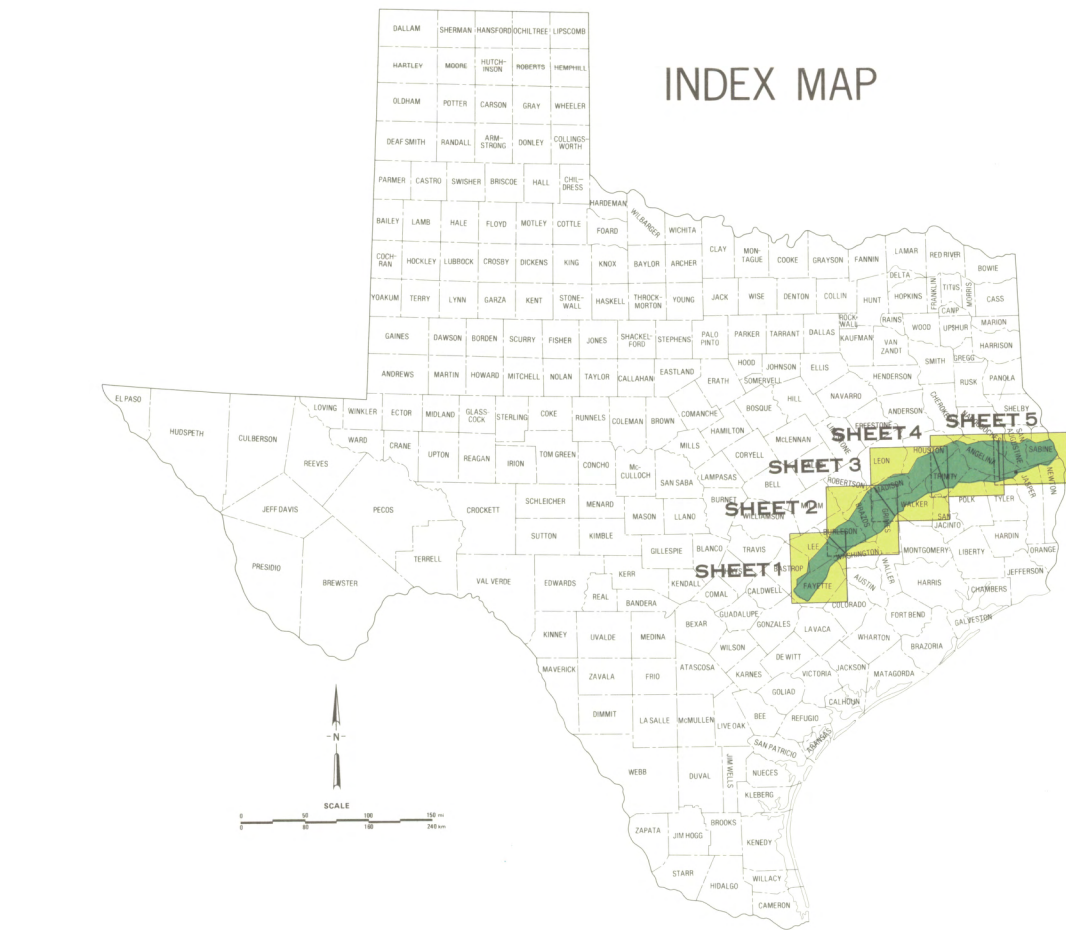 INDEX MAP
DALLAM SHERMAN HANSFORD OCHILTREE LIPSCOMB
HARTLEY MOORE HUTCH-
INSON ROBERTS HEMPHILL
OLDHAM POTTER CARSON GRAY WHEELER
DEAF SMITH RANDALL ARM-
STRONG DONLEY COLLINGS-
WORTH
PARMER CASTRO SWISHER BRISCOE HALL CHIL-
DRESS
HARDEMAN
BAILEY LAMB HALE FLOYD MOTLEY COTTLE FOARD WILBARGER WICHITA
CLAY MON-
TAGUE COOKE GRAYSON FANNIN LAMAR RED RIVER BOWIE
COCH-
RAN HOCKLEY LUBBOCK CROSBY DICKENS KING KNOX BAYLOR ARCHER
DELTA FRANKLIN TITUS MORRIS CASS
YOAKUM TERRY LYNN GARZA KENT STONE-
WALL HASKELL THROCK-
MORTON YOUNG JACK WISE DENTON COLLIN HUNT HOPKINS
CAMP
GAINES DAWSON BORDEN SCURRY FISHER JONES SHACKEL-
FORD STEPHENS PALO
PINTO PARKER TARRANT DALLAS ROCK-
WALL KAUFMAN RAINS WOOD UPSHUR MARION
VAN
ZANDT HARRISON
ANDREWS MARTIN HOWARD MITCHELL NOLAN TAYLOR CALLAHAN EASTLAND ERATH HOOD SOMERVELL JOHNSON ELLIS HENDERSON SMITH GREGG RUSK PANOLA
EL PASO HUDSPETH CULBERSON LOVING WINKLER ECTOR MIDLAND GLASS-
COCK STERLING COKE RUNNELS COLEMAN BROWN COMANCHE BOSQUE HILL NAVARRO ANDERSON CHEROKEE SHELBY
WARD CRANE UPTON REAGAN IRION TOM GREEN CONCHO Mc-
CULLOCH SAN SABA MILLS HAMILTON CORYELL McLENNAN FREESTONE
REEVES LAMPASAS BELL LEON HOUSTON ANGELINA SABINE
JEFF DAVIS PECOS CROCKETT SCHLEICHER MENARD MASON LLANO BURNET WILLIAMSON MILAM ROBERTSON MADISON TRINITY JASPER NEWTON
SUTTON KIMBLE BRAZOS GRIMES WALKER POLK TYLER
TERRELL GILLESPIE BLANCO TRAVIS LEE BURLESON WASHINGTON SAN
JACINTO HARDIN
PRESIDIO BREWSTER VAL VERDE EDWARDS KERR KENDALL BASTROP MONTGOMERY LIBERTY ORANGE
REAL BANDERA COMAL CALDWELL FAYETTE AUSTIN WALLER HARRIS CHAMBERS JEFFERSON
GUADALUPE COLORADO FORT BEND GALVESTON
KINNEY UVALDE MEDINA BEXAR WILSON GONZALES LAVACA WHARTON BRAZORIA
MAVERICK ZAVALA FRIO ATASCOSA KARNES DE WITT VICTORIA JACKSON MATAGORDA
GOLIAD CALHOUN
DIMMIT LA SALLE McMULLEN LIVE OAK BEE REFUGIO ARANSAS
SAN PATRICIO
WEBB DUVAL JIM WELLS NUECES
KLEBERG
ZAPATA JIM HOGG BROOKS KENEDY
STARR HIDALGO WILLACY
CAMERON
SHEET 5
SHEET 4
SHEET 3
SHEET 2
SHEET 1
-N-
SCALE
0 50 100 150 mi
0 80 160 240 km